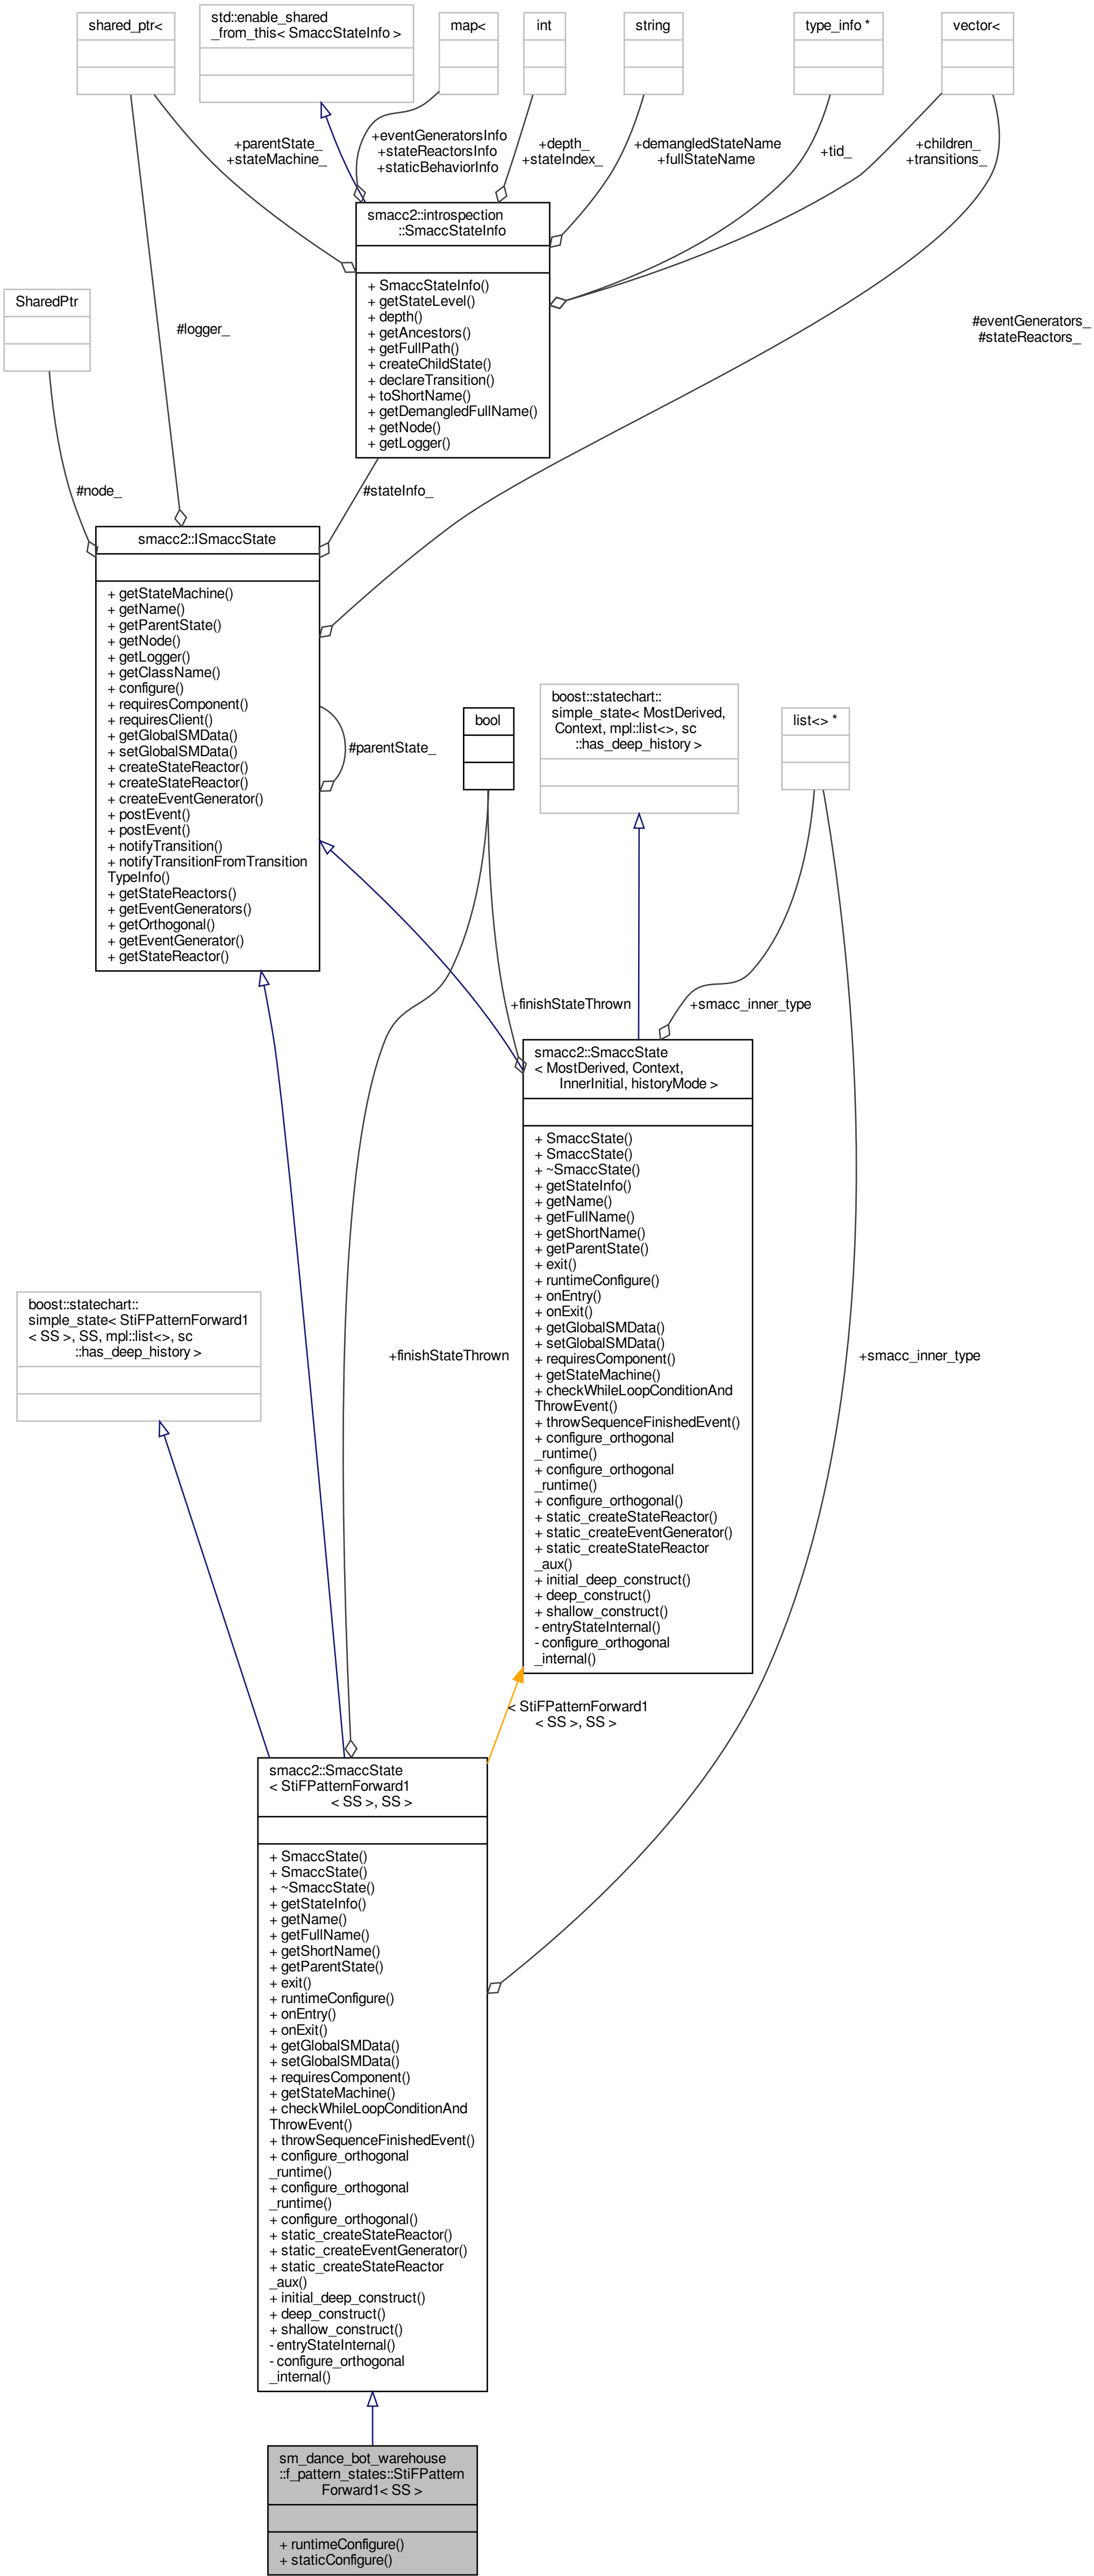 shared_ptr<
std::enable_shared
_from_this< SmaccStateInfo >
map<
int
string
type_info *
vector<
+parentState_
+stateMachine_
+eventGeneratorsInfo
+stateReactorsInfo
+staticBehaviorInfo
+depth_
+stateIndex_
+demangledStateName
+fullStateName
+tid_
+children_
+transitions_
smacc2::introspection
::SmaccStateInfo
+ SmaccStateInfo()
+ getStateLevel()
+ depth()
+ getAncestors()
+ getFullPath()
+ createChildState()
+ declareTransition()
+ toShortName()
+ getDemangledFullName()
+ getNode()
+ getLogger()
SharedPtr
#logger_
#eventGenerators_
#stateReactors_
#node_
#stateInfo_
smacc2::ISmaccState
+ getStateMachine()
+ getName()
+ getParentState()
+ getNode()
+ getLogger()
+ getClassName()
+ configure()
+ requiresComponent()
+ requiresClient()
+ getGlobalSMData()
+ setGlobalSMData()
+ createStateReactor()
+ createStateReactor()
+ createEventGenerator()
+ postEvent()
+ postEvent()
+ notifyTransition()
+ notifyTransitionFromTransition
TypeInfo()
+ getStateReactors()
+ getEventGenerators()
+ getOrthogonal()
+ getEventGenerator()
+ getStateReactor()
#parentState_
bool
boost::statechart::
simple_state< MostDerived,
Context, mpl::list<>, sc
::has_deep_history >
list<> *
+finishStateThrown
+smacc_inner_type
smacc2::SmaccState
< MostDerived, Context,
InnerInitial, historyMode >
+ SmaccState()
+ SmaccState()
+ ~SmaccState()
+ getStateInfo()
+ getName()
+ getFullName()
+ getShortName()
+ getParentState()
+ exit()
+ runtimeConfigure()
+ onEntry()
+ onExit()
+ getGlobalSMData()
+ setGlobalSMData()
+ requiresComponent()
+ getStateMachine()
+ checkWhileLoopConditionAnd
ThrowEvent()
+ throwSequenceFinishedEvent()
+ configure_orthogonal
_runtime()
+ configure_orthogonal
_runtime()
+ configure_orthogonal()
+ static_createStateReactor()
+ static_createEventGenerator()
+ static_createStateReactor
_aux()
+ initial_deep_construct()
+ deep_construct()
+ shallow_construct()
- entryStateInternal()
- configure_orthogonal
_internal()
boost::statechart::
simple_state< StiFPatternForward1
< SS >, SS, mpl::list<>, sc
::has_deep_history >
+finishStateThrown
+smacc_inner_type
< StiFPatternForward1
< SS >, SS >
smacc2::SmaccState
< StiFPatternForward1
< SS >, SS >
+ SmaccState()
+ SmaccState()
+ ~SmaccState()
+ getStateInfo()
+ getName()
+ getFullName()
+ getShortName()
+ getParentState()
+ exit()
+ runtimeConfigure()
+ onEntry()
+ onExit()
+ getGlobalSMData()
+ setGlobalSMData()
+ requiresComponent()
+ getStateMachine()
+ checkWhileLoopConditionAnd
ThrowEvent()
+ throwSequenceFinishedEvent()
+ configure_orthogonal
_runtime()
+ configure_orthogonal
_runtime()
+ configure_orthogonal()
+ static_createStateReactor()
+ static_createEventGenerator()
+ static_createStateReactor
_aux()
+ initial_deep_construct()
+ deep_construct()
+ shallow_construct()
- entryStateInternal()
- configure_orthogonal
_internal()
sm_dance_bot_warehouse
::f_pattern_states::StiFPattern
Forward1< SS >
+ runtimeConfigure()
+ staticConfigure()